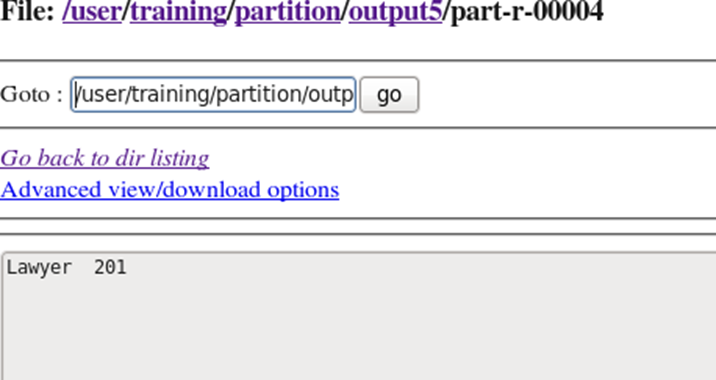 File: /user/training/partition/output5/part-r-00004
Goto : /user/training/partition/outp go
Go back to dir listing
Advanced view/download options
Lawyer 201